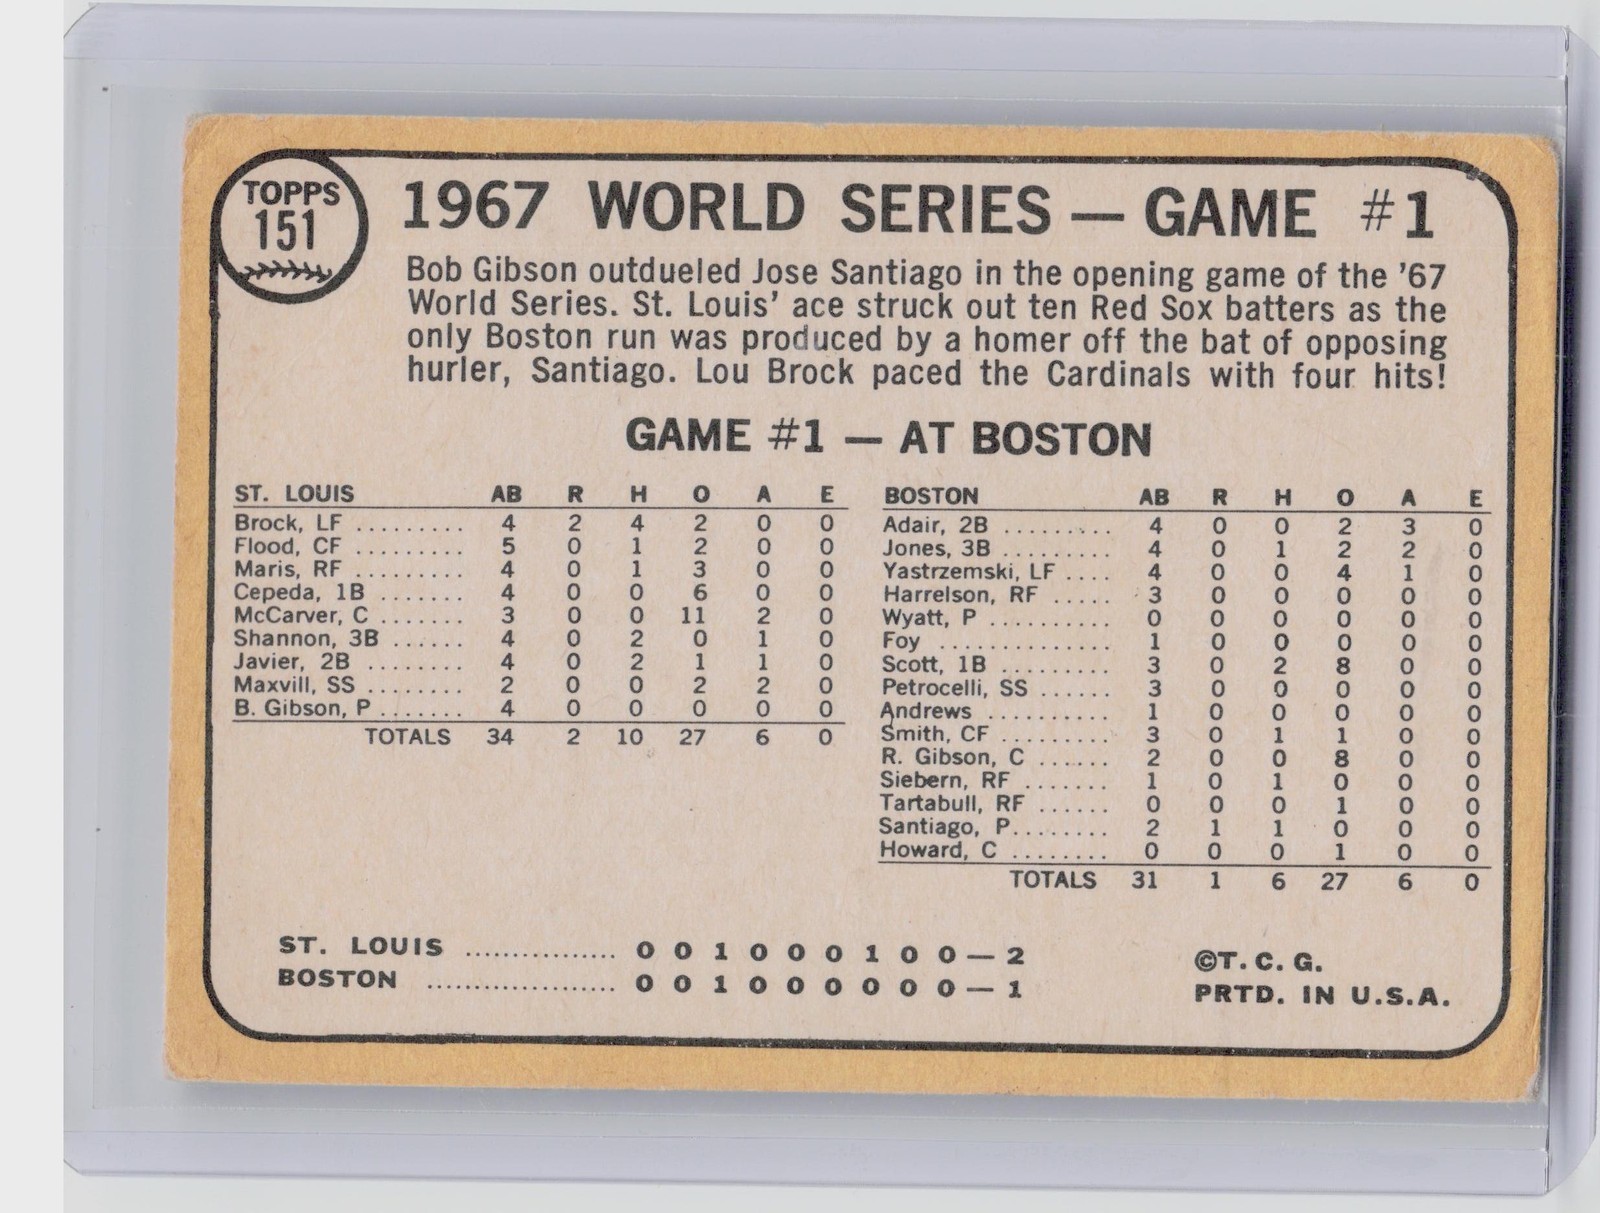 TOPPS
151
1967 WORLD SERIES — GAME #1
Bob Gibson outdueled Jose Santiago in the opening game of the '67
World Series. St. Louis' ace struck out ten Red Sox batters as the
only Boston run was produced by a homer off the bat of opposing
hurler, Santiago. Lou Brock paced the Cardinals with four hits!
GAME #1 — AT BOSTON
ST. LOUIS AB R H O A E
Brock, LF ......... 4 2 4 2 0 0
Flood, CF ......... 5 0 1 2 0 0
Maris, RF ......... 4 0 1 3 0 0
Cepeda, 1B ....... 4 0 0 6 0 0
McCarver, C ....... 3 0 0 11 2 0
Shannon, 3B ...... 4 0 2 0 1 0
Javier, 2B ........ 4 0 2 1 1 0
Maxvill, SS ........ 2 0 0 2 2 0
B. Gibson, P ....... 4 0 0 0 0 0
TOTALS 34 2 10 27 6 0
BOSTON AB R H O A E
Adair, 2B .......... 4 0 0 2 3 0
Jones, 3B .......... 4 0 1 2 2 0
Yastrzemski, LF .... 4 0 0 4 1 0
Harrelson, RF ..... 3 0 0 0 0 0
Wyatt, P .......... 0 0 0 0 0 0
Foy .............. 1 0 0 0 0 0
Scott, 1B .......... 3 0 2 8 0 0
Petrocelli, SS ...... 3 0 0 0 0 0
Andrews .......... 1 0 0 0 0 0
Smith, CF ......... 3 0 1 1 0 0
R. Gibson, C ...... 2 0 0 8 0 0
Siebern, RF ....... 1 0 1 0 0 0
Tartabull, RF ...... 0 0 0 1 0 0
Santiago, P........ 2 1 1 0 0 0
Howard, C ........ 0 0 0 1 0 0
TOTALS 31 1 6 27 6 0
ST. LOUIS ................ 0 0 1 0 0 0 1 0 0 — 2
BOSTON .................... 0 0 1 0 0 0 0 0 0 — 1
©T. C. G.
PRTD. IN U.S.A.